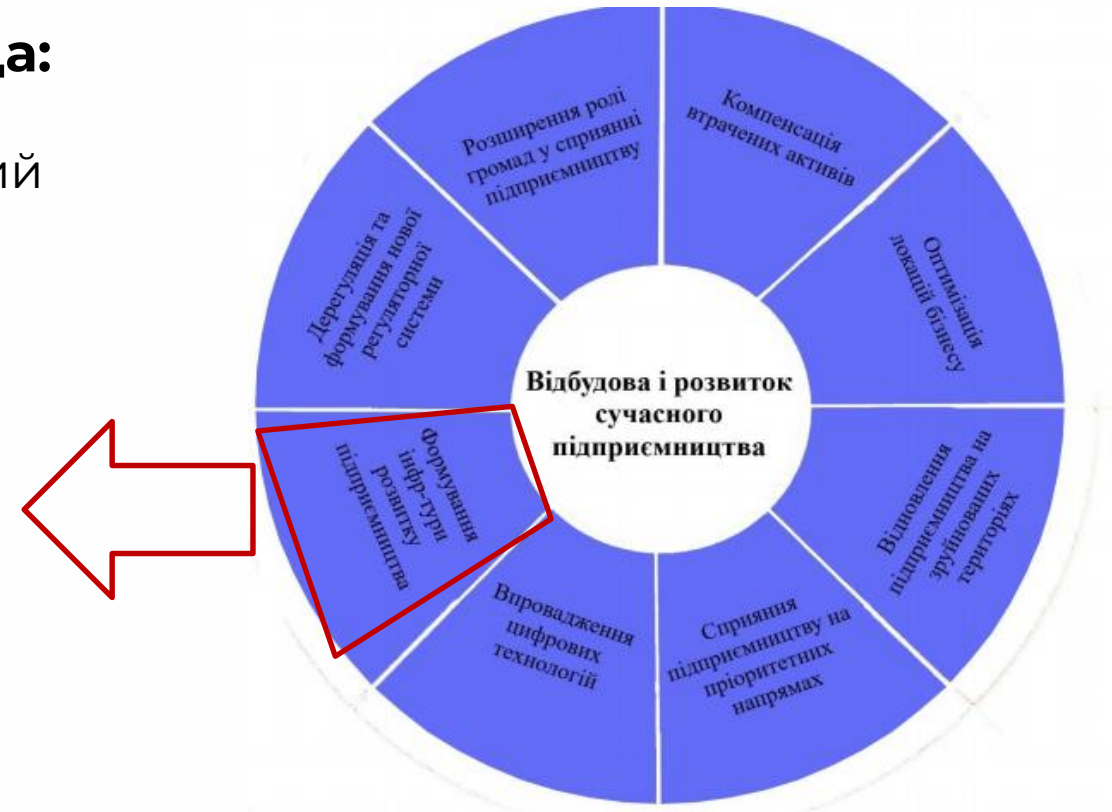 да:
ий
Розширення ролі
громад у сприянні
підприємництву
Компенсація
втрачених активів
Оптимізація
локацій бізнесу
Відновлення
підприємництва на
зруйнованих
територіях
Сприяння
підприємництву на
пріоритетних
напрямах
Впровадження
цифрових
технологій
Формування
інфр-тури
розвитку
підприємництва
Дерегуляція та
формування нової
регуляторної
системи
Відбудова і розвиток
сучасного
підприємництва